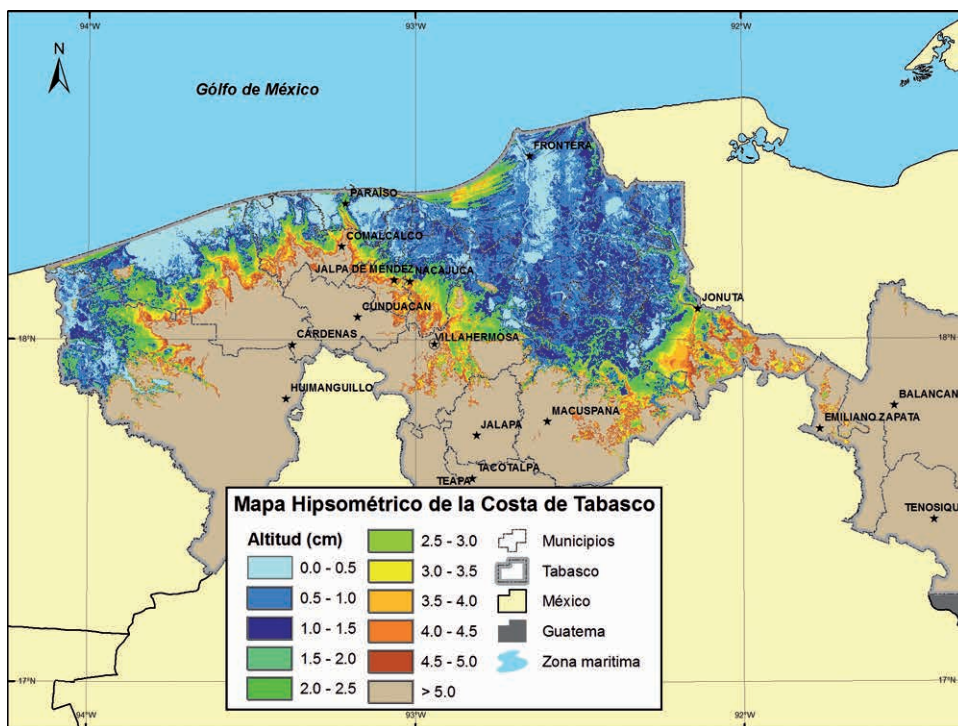 94°W
93°W
92°W
N
Gólfo de México
FRONTERA
PARAÍSO
COMALCALCO
JALPA DE MENDEZ
NACAJUCA
JONUTA
CUNDUACAN
18°N
CÁRDENAS
VILLAHERMOSA
18°N
HUIMANGUILLO
BALANCAN
MACUSPANA
EMILIANO ZAPATA
JALAPA
TACOTALPA
TEAPA
TENOSIQU
Mapa Hipsométrico de la Costa de Tabasco
Altitud (cm)
0.0 - 0.5
0.5 - 1.0
1.0 - 1.5
1.5 - 2.0
2.0 - 2.5
2.5 - 3.0
3.0 - 3.5
3.5 - 4.0
4.0 - 4.5
4.5 - 5.0
> 5.0
Municipios
Tabasco
México
Guatema
Zona maritima
17°N
17°N
94°W
93°W
92°W